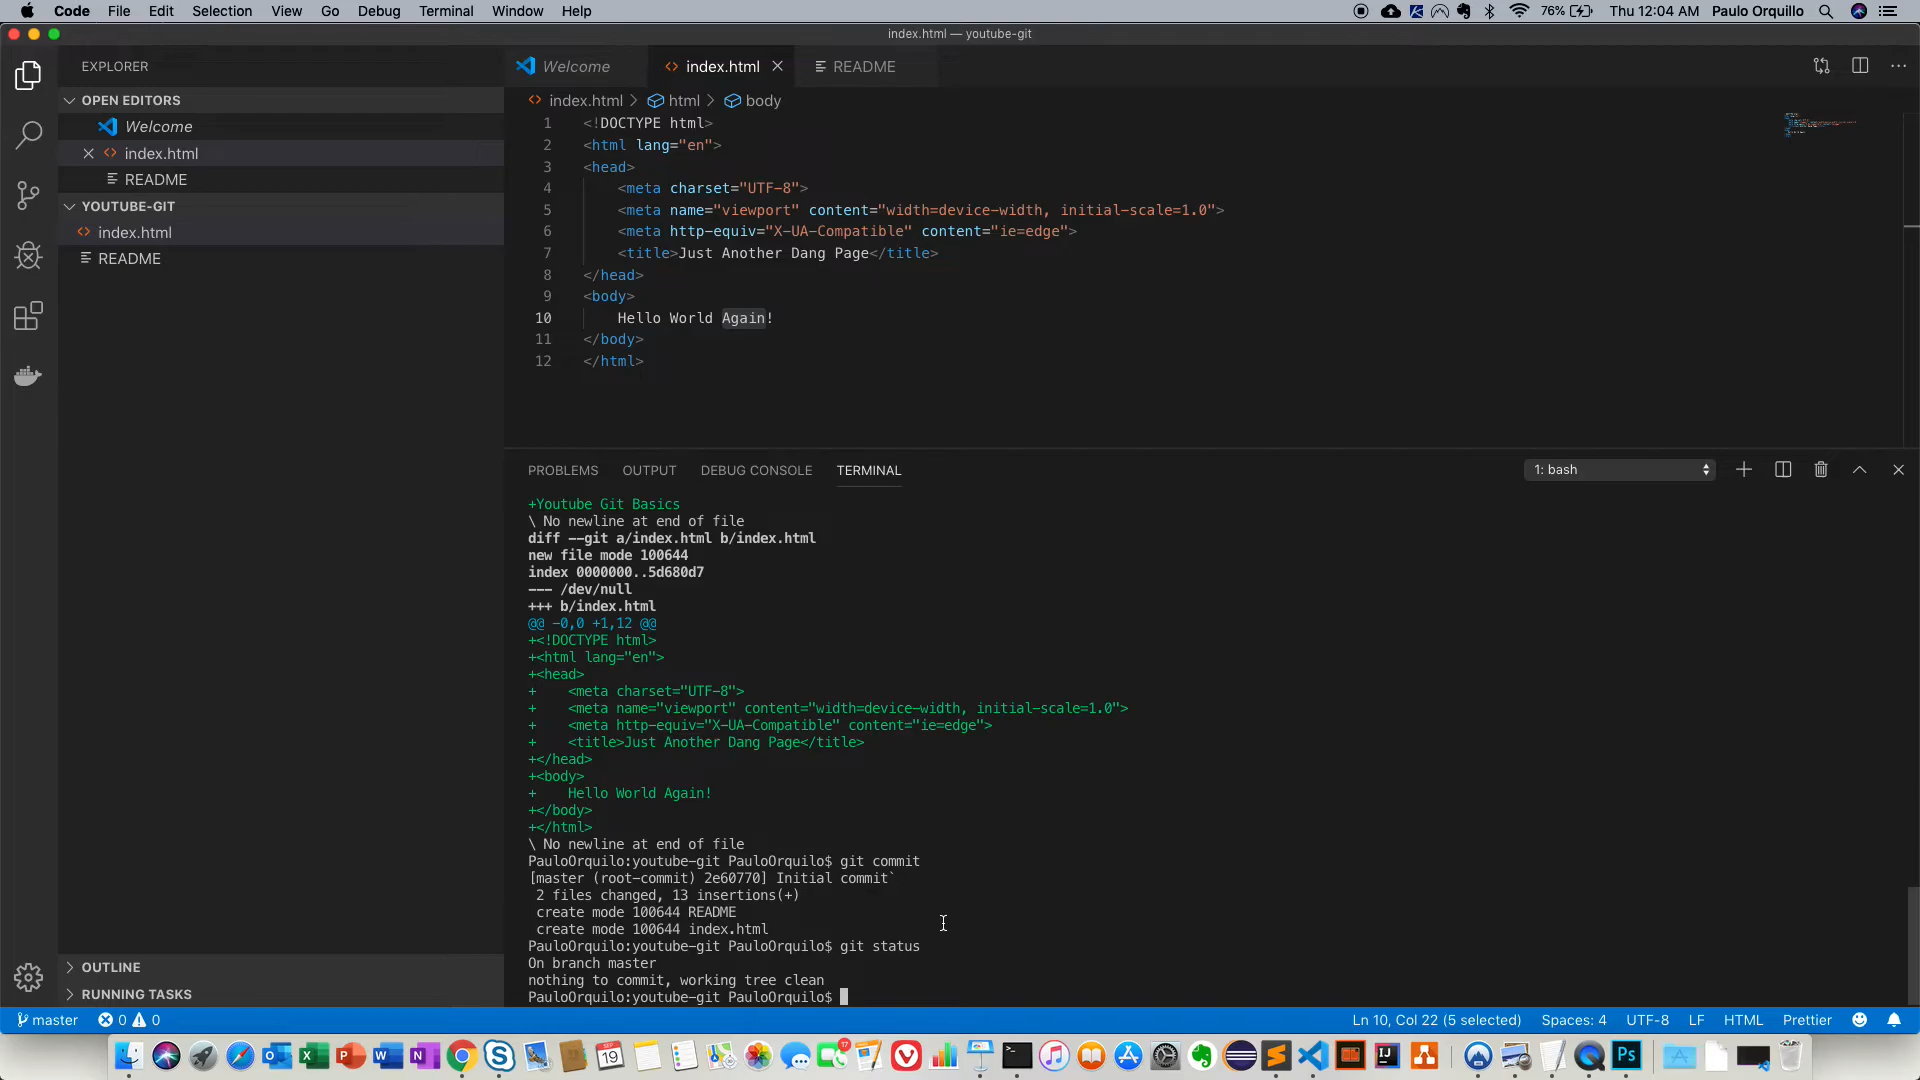 Code File Edit Selection View Go Debug Terminal Window Help
76% Thu 12:04 AM Paulo Orquillo
index.html — youtube-git
EXPLORER
OPEN EDITORS
Welcome
index.html
README
YOUTUBE-GIT
index.html
README
OUTLINE
RUNNING TASKS
Welcome index.html README
index.html > html > body
1 <!DOCTYPE html>
2 <html lang="en">
3 <head>
4 <meta charset="UTF-8">
5 <meta name="viewport" content="width=device-width, initial-scale=1.0">
6 <meta http-equiv="X-UA-Compatible" content="ie=edge">
7 <title>Just Another Dang Page</title>
8 </head>
9 <body>
10 Hello World Again!
11 </body>
12 </html>
PROBLEMS OUTPUT DEBUG CONSOLE TERMINAL 1: bash
+Youtube Git Basics
\ No newline at end of file
diff --git a/index.html b/index.html
new file mode 100644
index 0000000..5d680d7
--- /dev/null
+++ b/index.html
@@ -0,0 +1,12 @@
+<!DOCTYPE html>
+<html lang="en">
+<head>
+    <meta charset="UTF-8">
+    <meta name="viewport" content="width=device-width, initial-scale=1.0">
+    <meta http-equiv="X-UA-Compatible" content="ie=edge">
+    <title>Just Another Dang Page</title>
+</head>
+<body>
+    Hello World Again!
+</body>
+</html>
\ No newline at end of file
PauloOrquilo:youtube-git PauloOrquilo$ git commit
[master (root-commit) 2e60770] Initial commit`
2 files changed, 13 insertions(+)
create mode 100644 README
create mode 100644 index.html
PauloOrquilo:youtube-git PauloOrquilo$ git status
On branch master
nothing to commit, working tree clean
PauloOrquilo:youtube-git PauloOrquilo$
master 0 0 Ln 10, Col 22 (5 selected) Spaces: 4 UTF-8 LF HTML Prettier
SEP
19
17
IJ
Ps